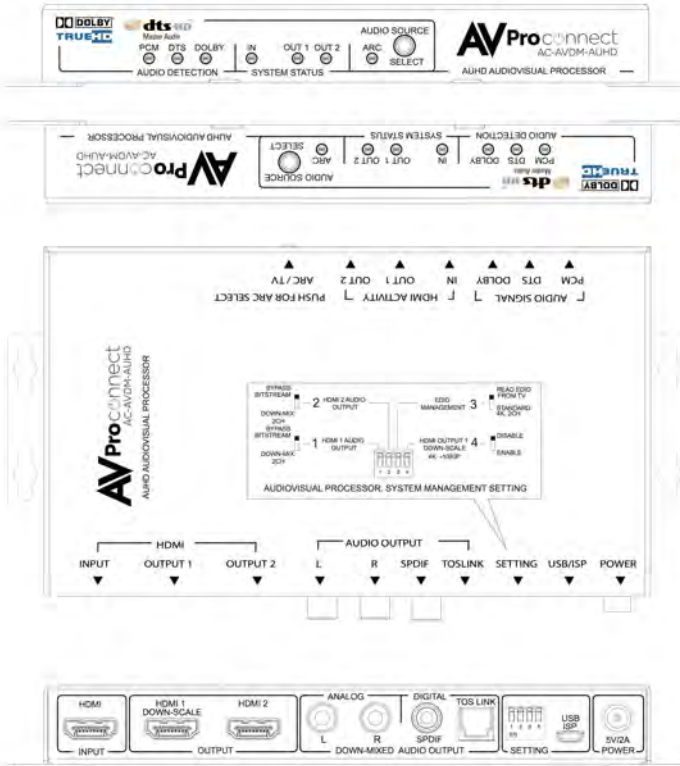 DOLBY
TRUEHD
dts-HD
Master Audio
PCM DTS DOLBY IN OUT 1 OUT 2 ARC
AUDIO SOURCE
SELECT
AUDIO DETECTION SYSTEM STATUS
AVProconnect
AC-AVDM-AUHD
AUHD AUDIOVISUAL PROCESSOR
AUHD AUDIOVISUAL PROCESSOR
AC-AVDM-AUHD
AVProconnect
AUDIO SOURCE
SELECT
ARC
SYSTEM STATUS
OUT 2 OUT 1 IN
AUDIO DETECTION
DOLBY DTS PCM
dts
Master Audio
DOLBY
TRUEHD
ARC / TV OUT 2 OUT 1 IN DOLBY DTS PCM
PUSH FOR ARC SELECT HDMI ACTIVITY AUDIO SIGNAL
AVProconnect
AC-AVDM-AUHD
AUHD AUDIOVISUAL PROCESSOR
BYPASS
BITSTREAM
2 HDMI 2 AUDIO
OUTPUT
DOWN-MIX
2CH
BYPASS
BITSTREAM
1 HDMI 1 AUDIO
OUTPUT
DOWN-MIX
2CH
EDID
MANAGEMENT 3
READ EDID
FROM TV
STANDARD
4K, 2CH
HDMI OUTPUT 1
DOWN-SCALE 4
4K→1080P
DISABLE
ENABLE
1 2 3 4
AUDIOVISUAL PROCESSOR: SYSTEM MANAGEMENT SETTING
HDMI AUDIO OUTPUT
INPUT OUTPUT 1 OUTPUT 2 L R SPDIF TOSLINK SETTING USB/ISP POWER
HDMI
INPUT
HDMI 1
DOWN-SCALE
HDMI 2
OUTPUT
ANALOG DIGITAL
TOS LINK
L R SPDIF
DOWN-MIXED AUDIO OUTPUT
1 2 3 4
SETTING
USB
ISP
5V/2A
POWER